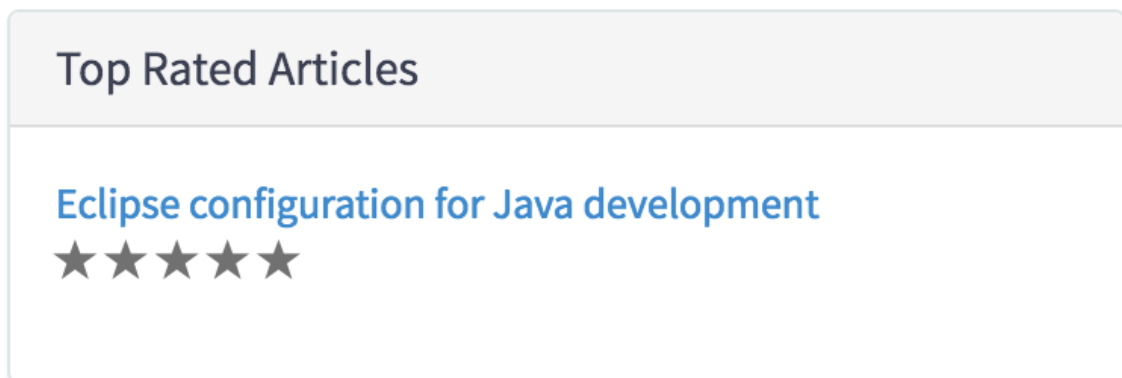 Top Rated Articles
Eclipse configuration for Java development
★★★★★